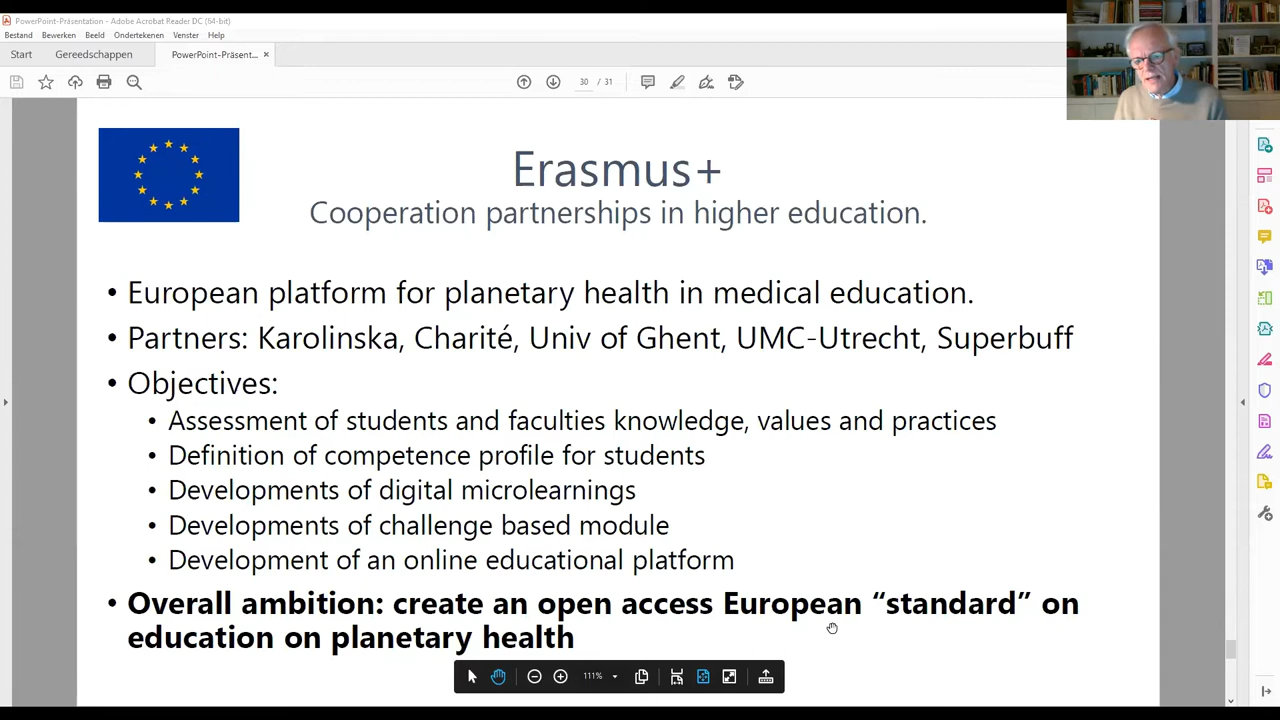 PowerPoint-Präsentation - Adobe Acrobat Reader DC (64-bit)
Bestand Bewerken Beeld Ondertekenen Venster Help
Start Gereedschappen PowerPoint-Präsent... ×
30 / 31
Erasmus+
Cooperation partnerships in higher education.
• European platform for planetary health in medical education.
• Partners: Karolinska, Charité, Univ of Ghent, UMC-Utrecht, Superbuff
• Objectives:
• Assessment of students and faculties knowledge, values and practices
• Definition of competence profile for students
• Developments of digital microlearnings
• Developments of challenge based module
• Development of an online educational platform
• Overall ambition: create an open access European “standard” on
education on planetary health
111%